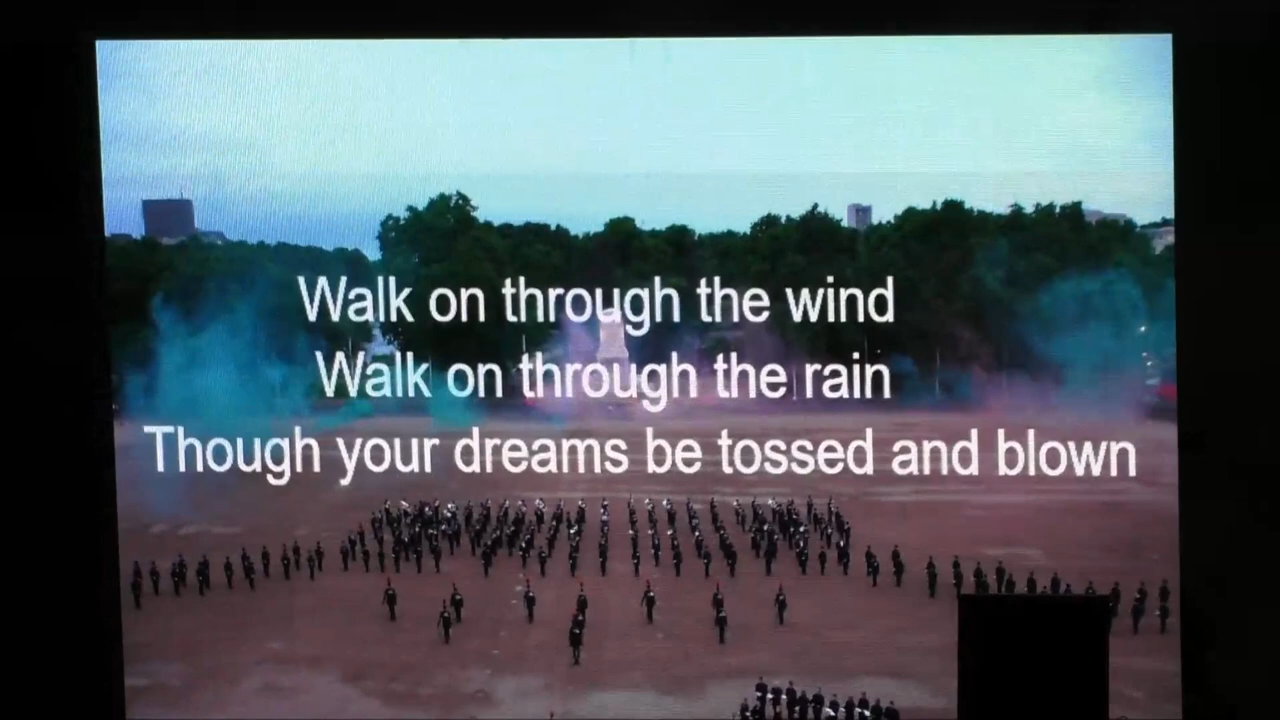 Walk on through the wind
Walk on through the rain
Though your dreams be tossed and blown